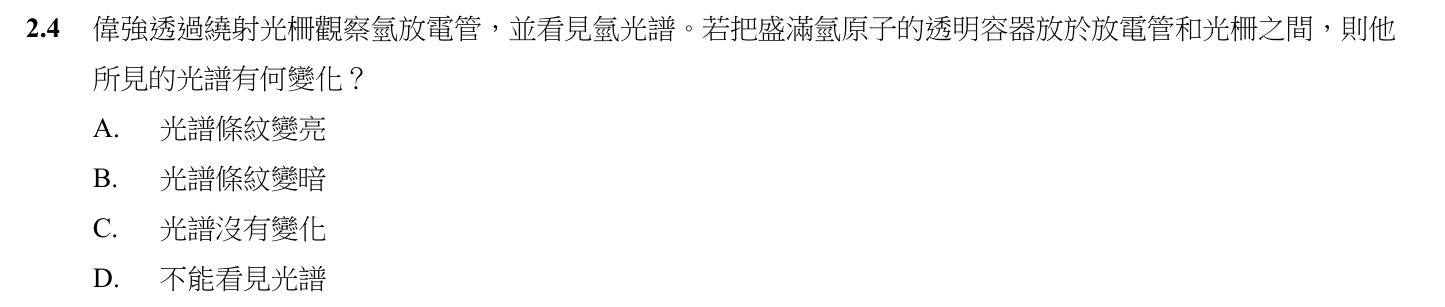 2.4 偉強透過繞射光柵觀察氫放電管，並看見氫光譜。若把盛滿氫原子的透明容器放於放電管和光柵之間，則他
所見的光譜有何變化？
A. 光譜條紋變亮
B. 光譜條紋變暗
C. 光譜沒有變化
D. 不能看見光譜